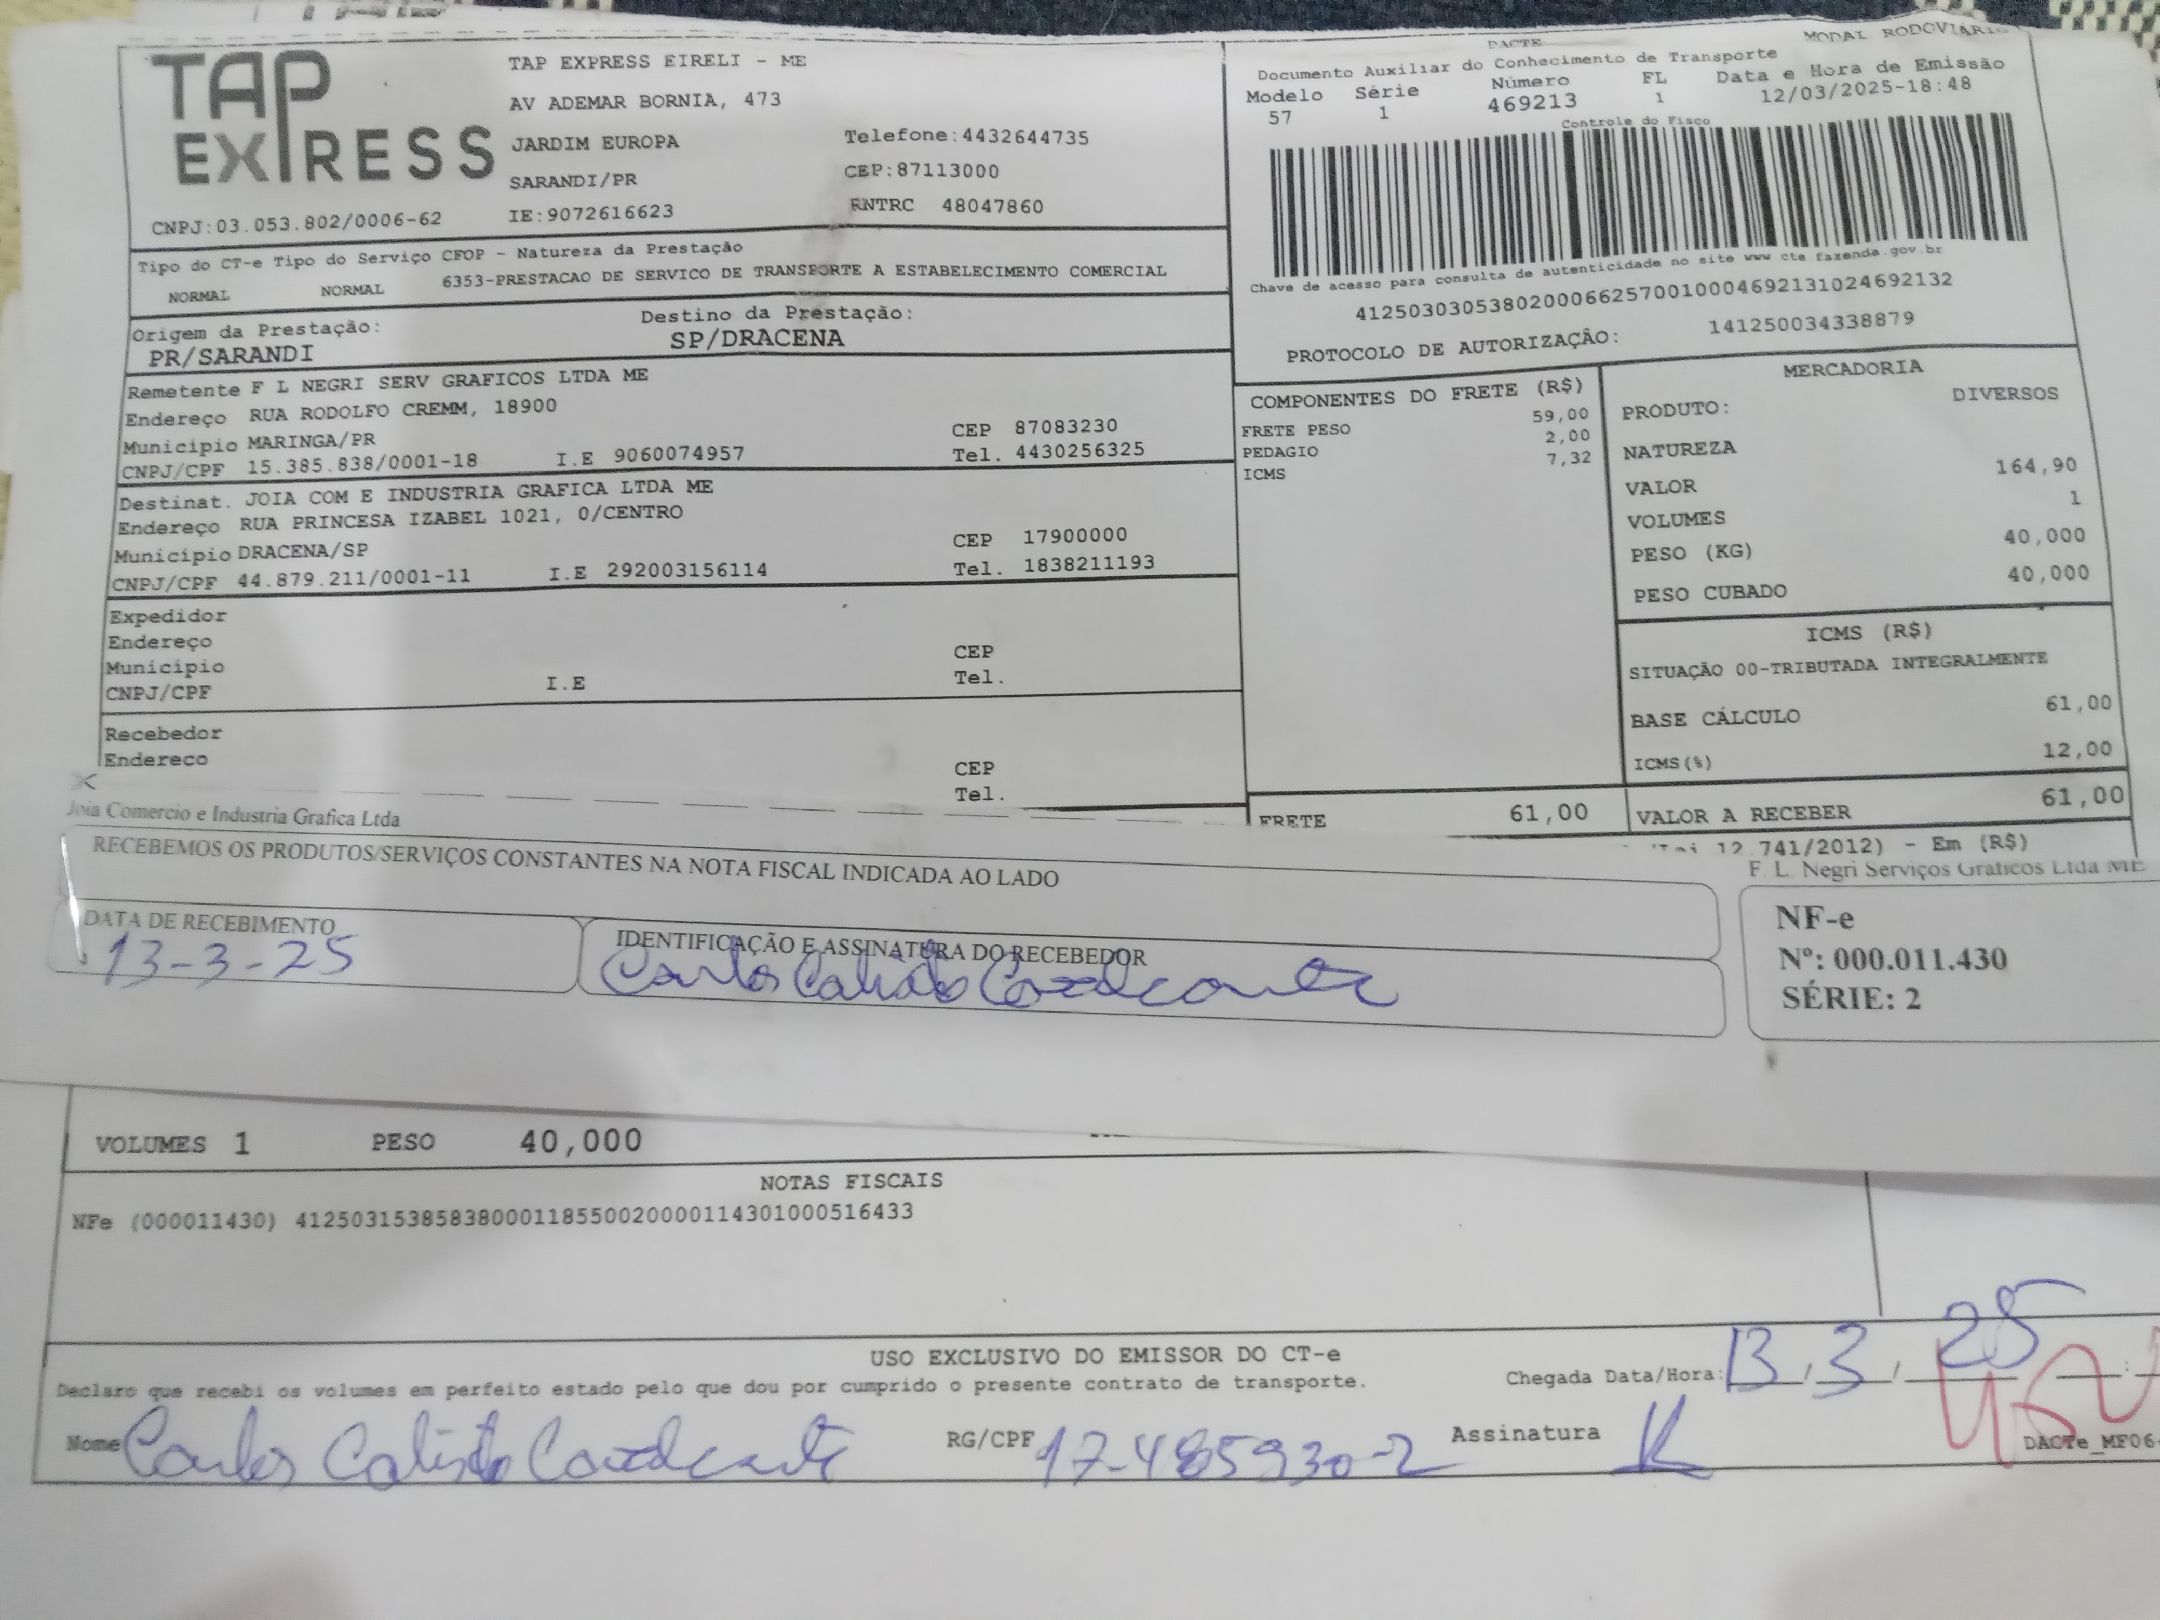 TAP EXPRESS
TAP EXPRESS EIRELI - ME
AV ADEMAR BORNIA, 473
JARDIM EUROPA
Telefone:4432644735
SARANDI/PR
CEP:87113000
CNPJ:03.053.802/0006-62
IE:9072616623
RNTRC 48047860
DACTE
MODAL RODOVIÁRIO
Documento Auxiliar do Conhecimento de Transporte
Modelo Série Número FL Data e Hora de Emissão
57 1 469213 1 12/03/2025-18:48
Controle do Fisco
Chave de acesso para consulta de autenticidade no site www cte.fazenda.gov.br
41250303053802000662570010004692131024692132
PROTOCOLO DE AUTORIZAÇÂO: 141250034338879
Tipo do CT-e Tipo do Serviço CFOP - Natureza da Prestação
NORMAL NORMAL 6353-PRESTACAO DE SERVICO DE TRANSPORTE A ESTABELECIMENTO COMERCIAL
Origem da Prestação: Destino da Prestação:
PR/SARANDI SP/DRACENA
Remetente F L NEGRI SERV GRAFICOS LTDA ME
Endereço RUA RODOLFO CREMM, 18900
Município MARINGA/PR CEP 87083230
CNPJ/CPF 15.385.838/0001-18 I.E 9060074957 Tel. 4430256325
Destinat. JOIA COM E INDUSTRIA GRAFICA LTDA ME
Endereço RUA PRINCESA IZABEL 1021, 0/CENTRO
Município DRACENA/SP CEP 17900000
CNPJ/CPF 44.879.211/0001-11 I.E 292003156114 Tel. 1838211193
Expedidor
Endereço
Município CEP
CNPJ/CPF I.E Tel.
Recebedor
Endereco CEP
Tel.
COMPONENTES DO FRETE (R$)
FRETE PESO 59,00
PEDAGIO 2,00
ICMS 7,32
FRETE 61,00
MERCADORIA
PRODUTO: DIVERSOS
NATUREZA
VALOR 164,90
VOLUMES 1
PESO (KG) 40,000
PESO CUBADO 40,000
ICMS (R$)
SITUAÇÃO 00-TRIBUTADA INTEGRALMENTE
BASE CÁLCULO 61,00
ICMS(%) 12,00
VALOR A RECEBER 61,00
12.741/2012) - Em (R$)
Joia Comercio e Industria Grafica Ltda
F. L. Negri Serviços Gráficos Ltda ME
RECEBEMOS OS PRODUTOS/SERVIÇOS CONSTANTES NA NOTA FISCAL INDICADA AO LADO
DATA DE RECEBIMENTO
13-3-25
IDENTIFICAÇÃO E ASSINATURA DO RECEBEDOR
Carlos Calixto Cavalcante
NF-e
Nº: 000.011.430
SÉRIE: 2
VOLUMES 1 PESO 40,000
NOTAS FISCAIS
NFe (000011430) 41250315385838000118550020000114301000516433
USO EXCLUSIVO DO EMISSOR DO CT-e
Declaro que recebi os volumes em perfeito estado pelo que dou por cumprido o presente contrato de transporte.
Chegada Data/Hora: 13/3/25
Nome Carlos Calixto Cavalcante RG/CPF 17-485930-2 Assinatura
DACTe_MF06